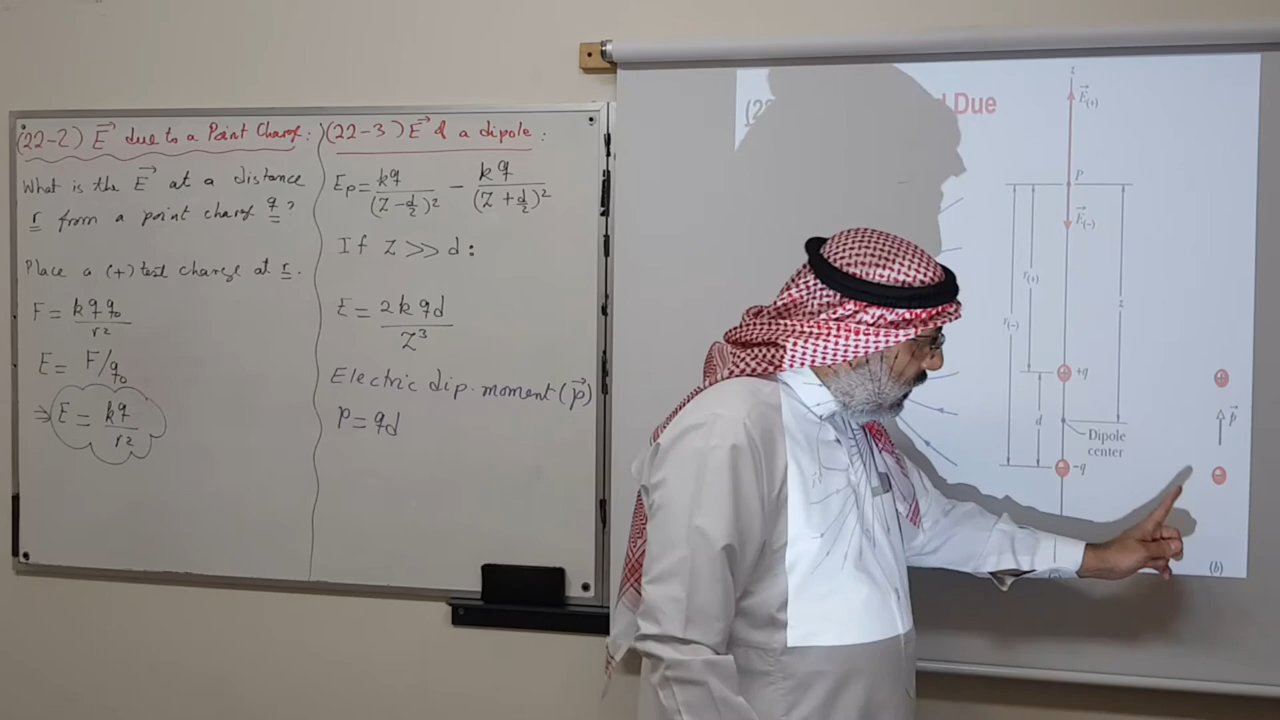 (22-2) E→ due to a Point Charge:
What is the E→ at a distance
r from a point charge q?
Place a (+) test charge at r.
F = kqq₀/r²
E = F/q₀
⇒ E = kq/r²
(22-3) E→ of a dipole:
Eₚ = kq/(Z-d/2)² - kq/(Z+d/2)²
If Z >> d:
E = 2kqd/Z³
Electric dip. moment (p→)
p = qd
Due
z
E→(+)
P
E→(-)
r(+)
r(-)
z
+q
d
Dipole
center
-q
p→
(b)